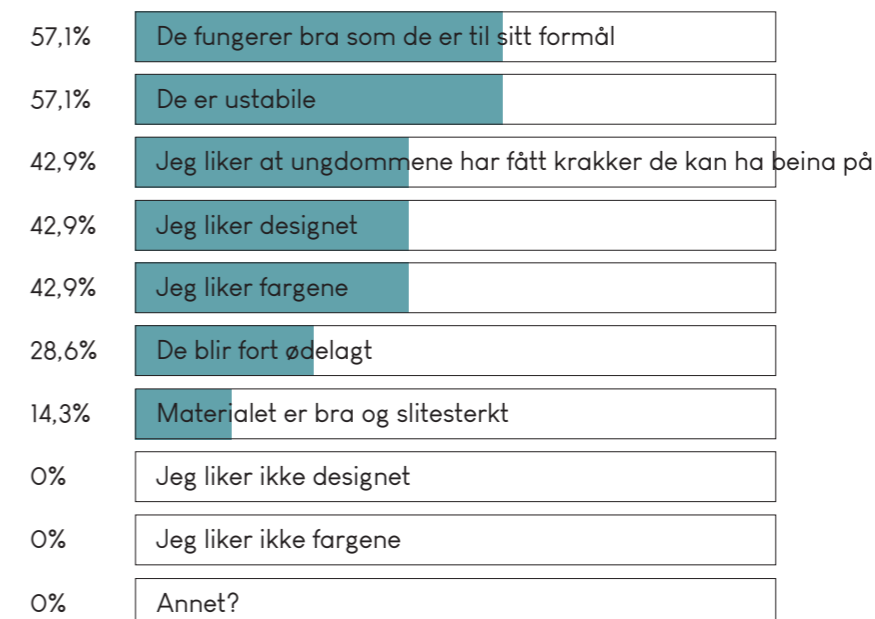 57,1% De fungerer bra som de er til sitt formål
57,1% De er ustabile
42,9% Jeg liker at ungdommene har fått krakker de kan ha beina på
42,9% Jeg liker designet
42,9% Jeg liker fargene
28,6% De blir fort ødelagt
14,3% Materialet er bra og slitesterkt
0% Jeg liker ikke designet
0% Jeg liker ikke fargene
0% Annet?